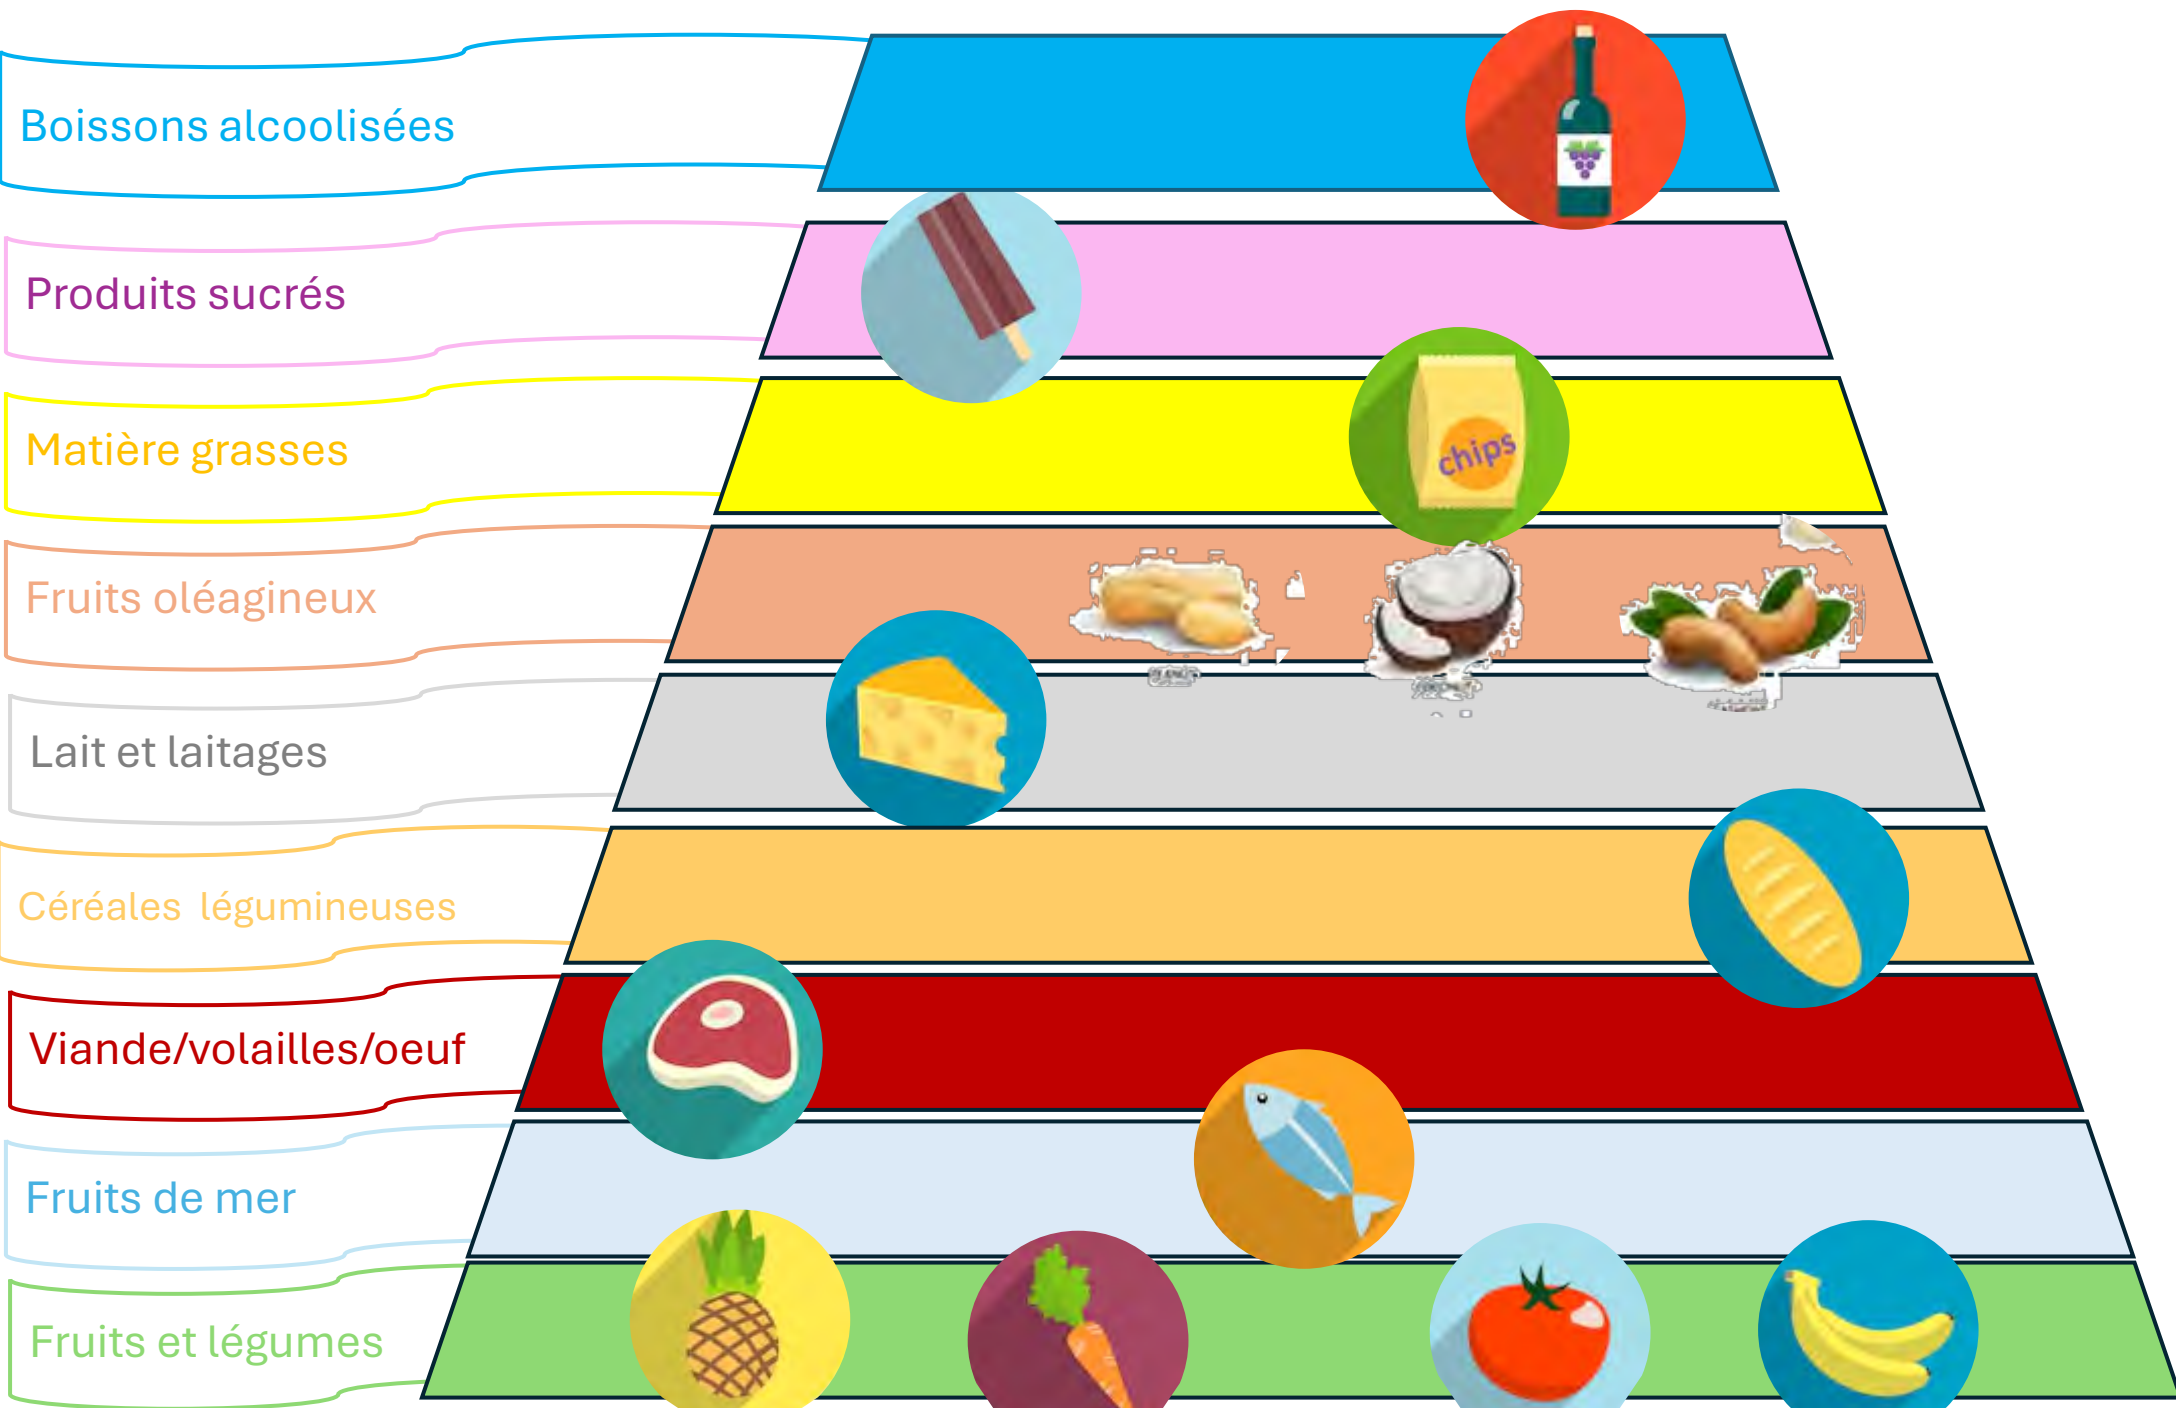 Boissons alcoolisées
Produits sucrés
Matière grasses
chips
Fruits oléagineux
Lait et laitages
Céréales  légumineuses
Viande/volailles/oeuf
Fruits de mer
Fruits et légumes